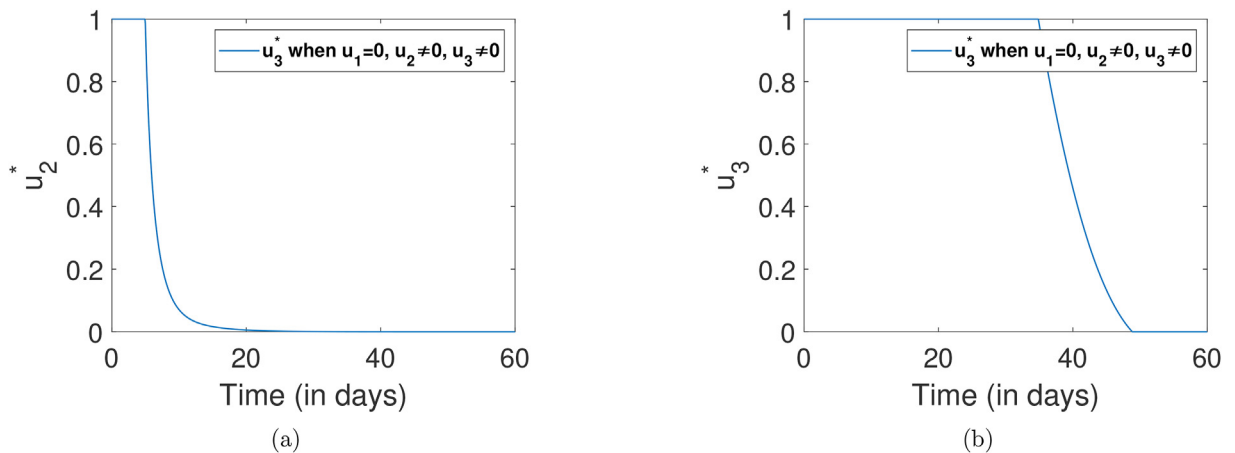 1
0.8
0.6
0.4
0.2
0
u₂*
u₃* when u₁=0, u₂≠0, u₃≠0
0 20 40 60
Time (in days)
(a)
1
0.8
0.6
0.4
0.2
0
u₃*
u₃* when u₁=0, u₂≠0, u₃≠0
0 20 40 60
Time (in days)
(b)